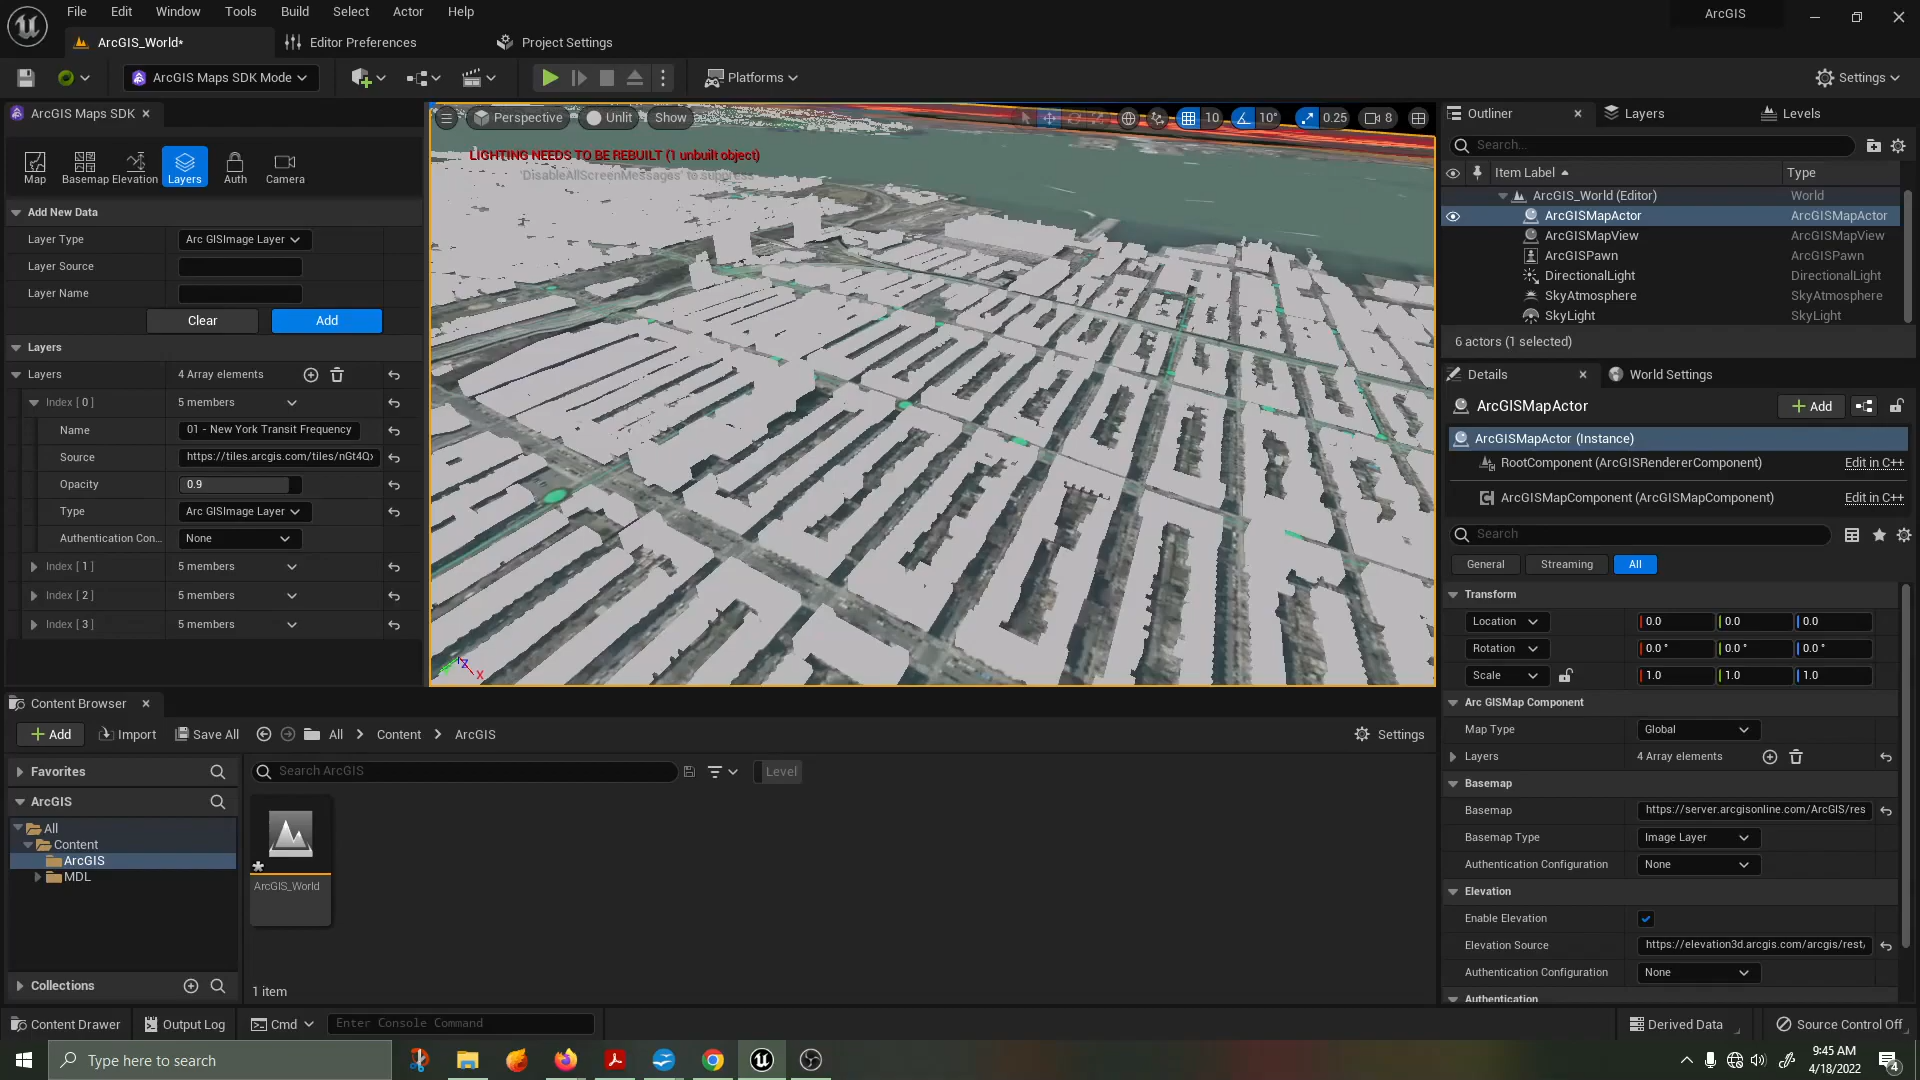 File Edit Window Tools Build Select Actor Help
ArcGIS
ArcGIS_World*
Editor Preferences
Project Settings
ArcGIS Maps SDK Mode
Platforms
Settings
ArcGIS Maps SDK
Map Basemap Elevation Layers Auth Camera
Add New Data
Layer Type Arc GISImage Layer
Layer Source
Layer Name
Clear Add
Layers
Layers 4 Array elements
Index [ 0 ] 5 members
Name 01 - New York Transit Frequency
Source https://tiles.arcgis.com/tiles/nGt4Qx
Opacity 0.9
Type Arc GISImage Layer
Authentication Con... None
Index [ 1 ] 5 members
Index [ 2 ] 5 members
Index [ 3 ] 5 members
Perspective Unlit Show
10 10° 0.25 8
LIGHTING NEEDS TO BE REBUILT (1 unbuilt object)
'DisableAllScreenMessages' to suppress
Z
X
Outliner Layers Levels
Search...
Item Label Type
ArcGIS_World (Editor) World
ArcGISMapActor ArcGISMapActor
ArcGISMapView ArcGISMapView
ArcGISPawn ArcGISPawn
DirectionalLight DirectionalLight
SkyAtmosphere SkyAtmosphere
SkyLight SkyLight
6 actors (1 selected)
Details World Settings
ArcGISMapActor Add
ArcGISMapActor (Instance)
RootComponent (ArcGISRendererComponent) Edit in C++
ArcGISMapComponent (ArcGISMapComponent) Edit in C++
Search
General Streaming All
Transform
Location 0.0 0.0 0.0
Rotation 0.0 ° 0.0 ° 0.0 °
Scale 1.0 1.0 1.0
Arc GISMap Component
Map Type Global
Layers 4 Array elements
Basemap
Basemap https://server.arcgisonline.com/ArcGIS/res
Basemap Type Image Layer
Authentication Configuration None
Elevation
Enable Elevation
Elevation Source https://elevation3d.arcgis.com/arcgis/rest/
Authentication Configuration None
Authentication
Content Browser
Add Import Save All All Content ArcGIS Settings
Favorites
ArcGIS
All
Content
ArcGIS
MDL
Collections
Search ArcGIS
Level
ArcGIS_World
1 item
Content Drawer Output Log Cmd Enter Console Command Derived Data Source Control Off
Type here to search
9:45 AM
4/18/2022
4